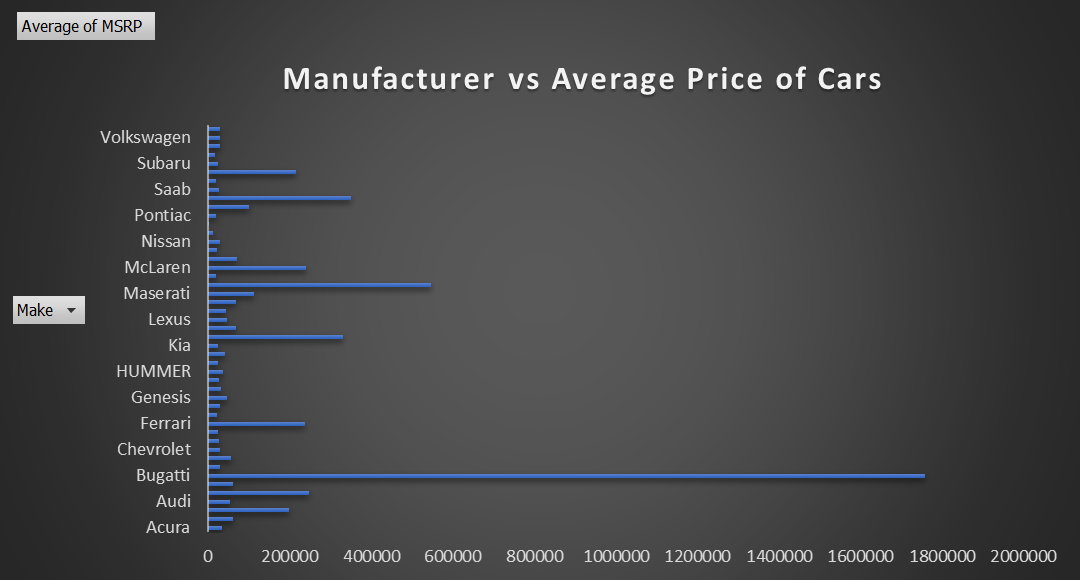 Average of MSRP
Manufacturer vs Average Price of Cars
Volkswagen
Subaru
Saab
Pontiac
Nissan
McLaren
Maserati
Make
Lexus
Kia
HUMMER
Genesis
Ferrari
Chevrolet
Bugatti
Audi
Acura
0 200000 400000 600000 800000 1000000 1200000 1400000 1600000 1800000 2000000